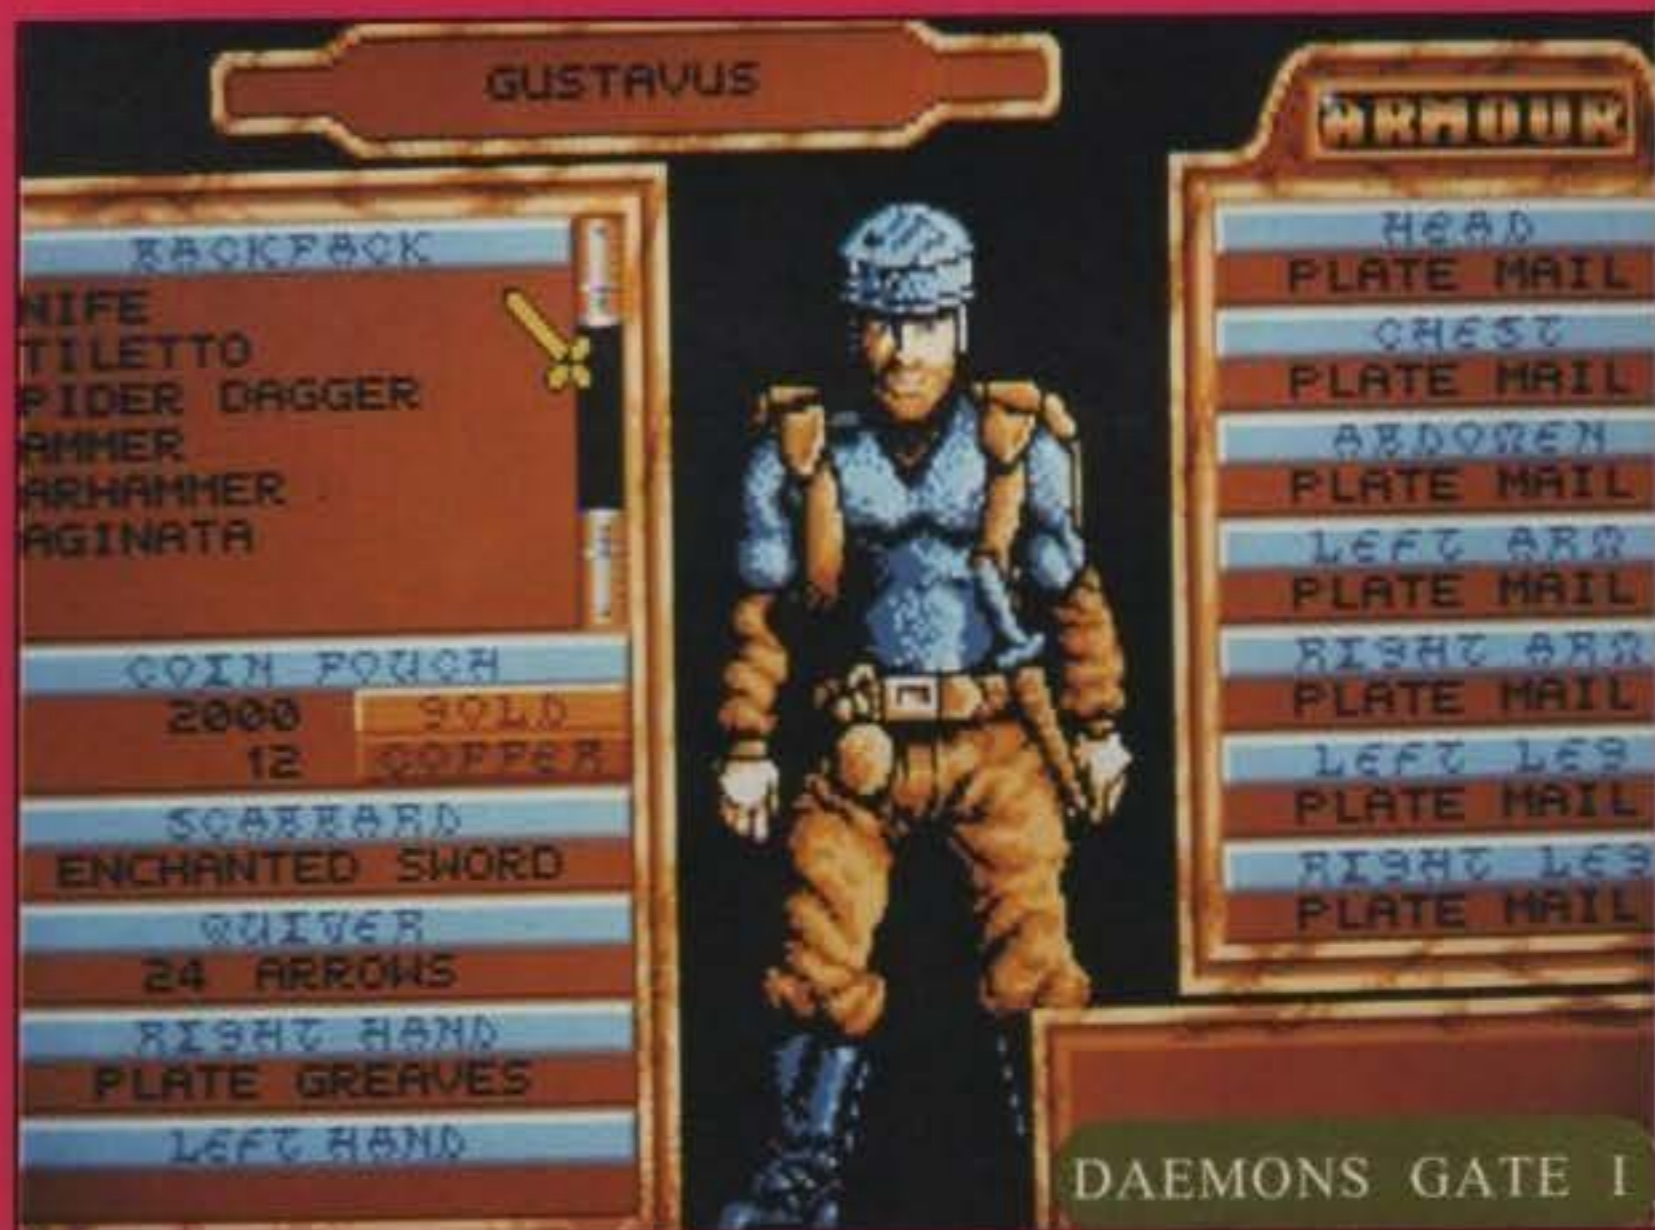 GUSTAVUS
ARMOUR
BACKPACK
NIFE
TILETTO
PIDER DAGGER
AMMER
ARHAMMER
AGINATA
COIN POUCH
2000 GOLD
12 COPPER
SCABBARD
ENCHANTED SWORD
QUIVER
24 ARROWS
RIGHT HAND
PLATE GREAVES
LEFT HAND
HEAD
PLATE MAIL
CHEST
PLATE MAIL
ABDOMEN
PLATE MAIL
LEFT ARM
PLATE MAIL
RIGHT ARM
PLATE MAIL
LEFT LEG
PLATE MAIL
RIGHT LEG
PLATE MAIL
DAEMONS GATE I